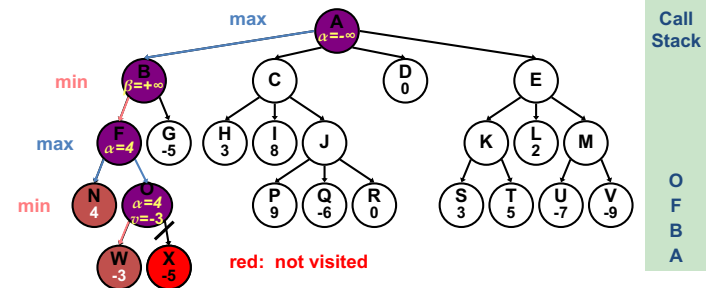 max
A
α=-∞
Call
Stack
min
B
β=+∞
C
D
0
E
max
F
α=4
G
-5
H
3
I
8
J
K
L
2
M
min
N
4
O
α=4
v=-3
P
9
Q
-6
R
0
S
3
T
5
U
-7
V
-9
O
F
B
A
W
-3
X
-5
red: not visited